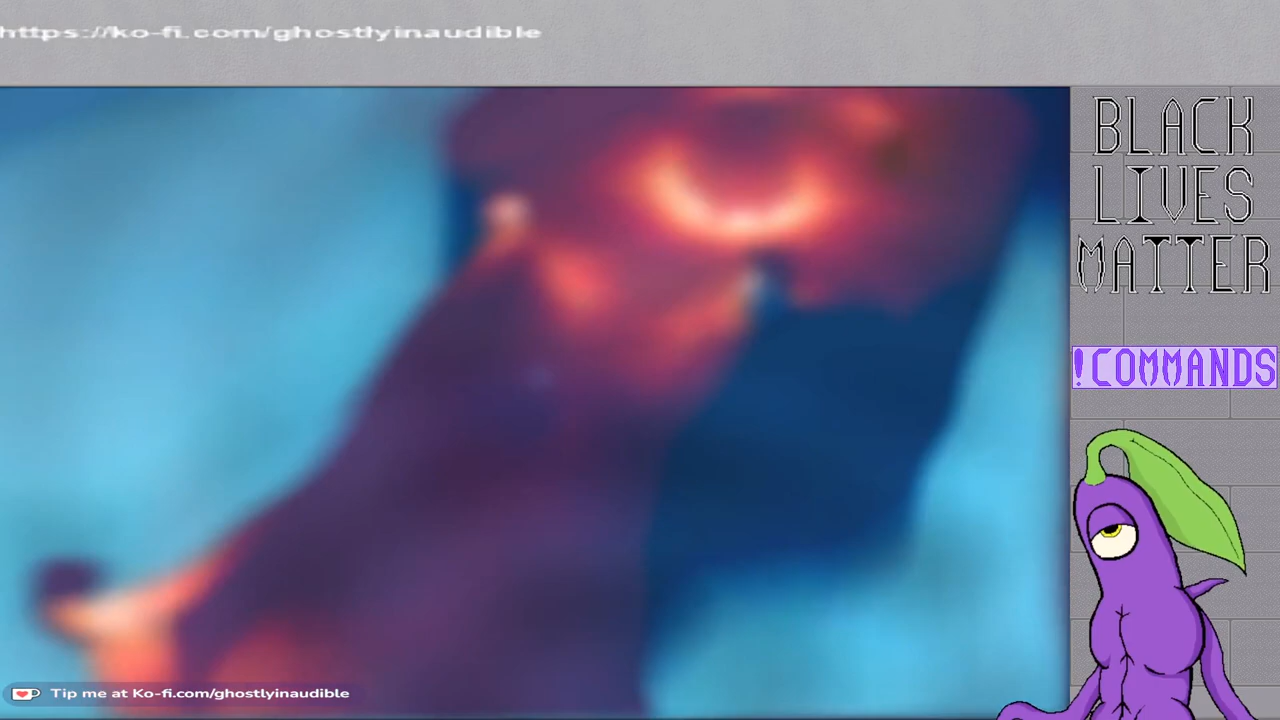 https://ko-fi.com/ghostlyinaudible
BLACK
LIVES
MATTER
!COMMANDS
Tip me at Ko-fi.com/ghostlyinaudible